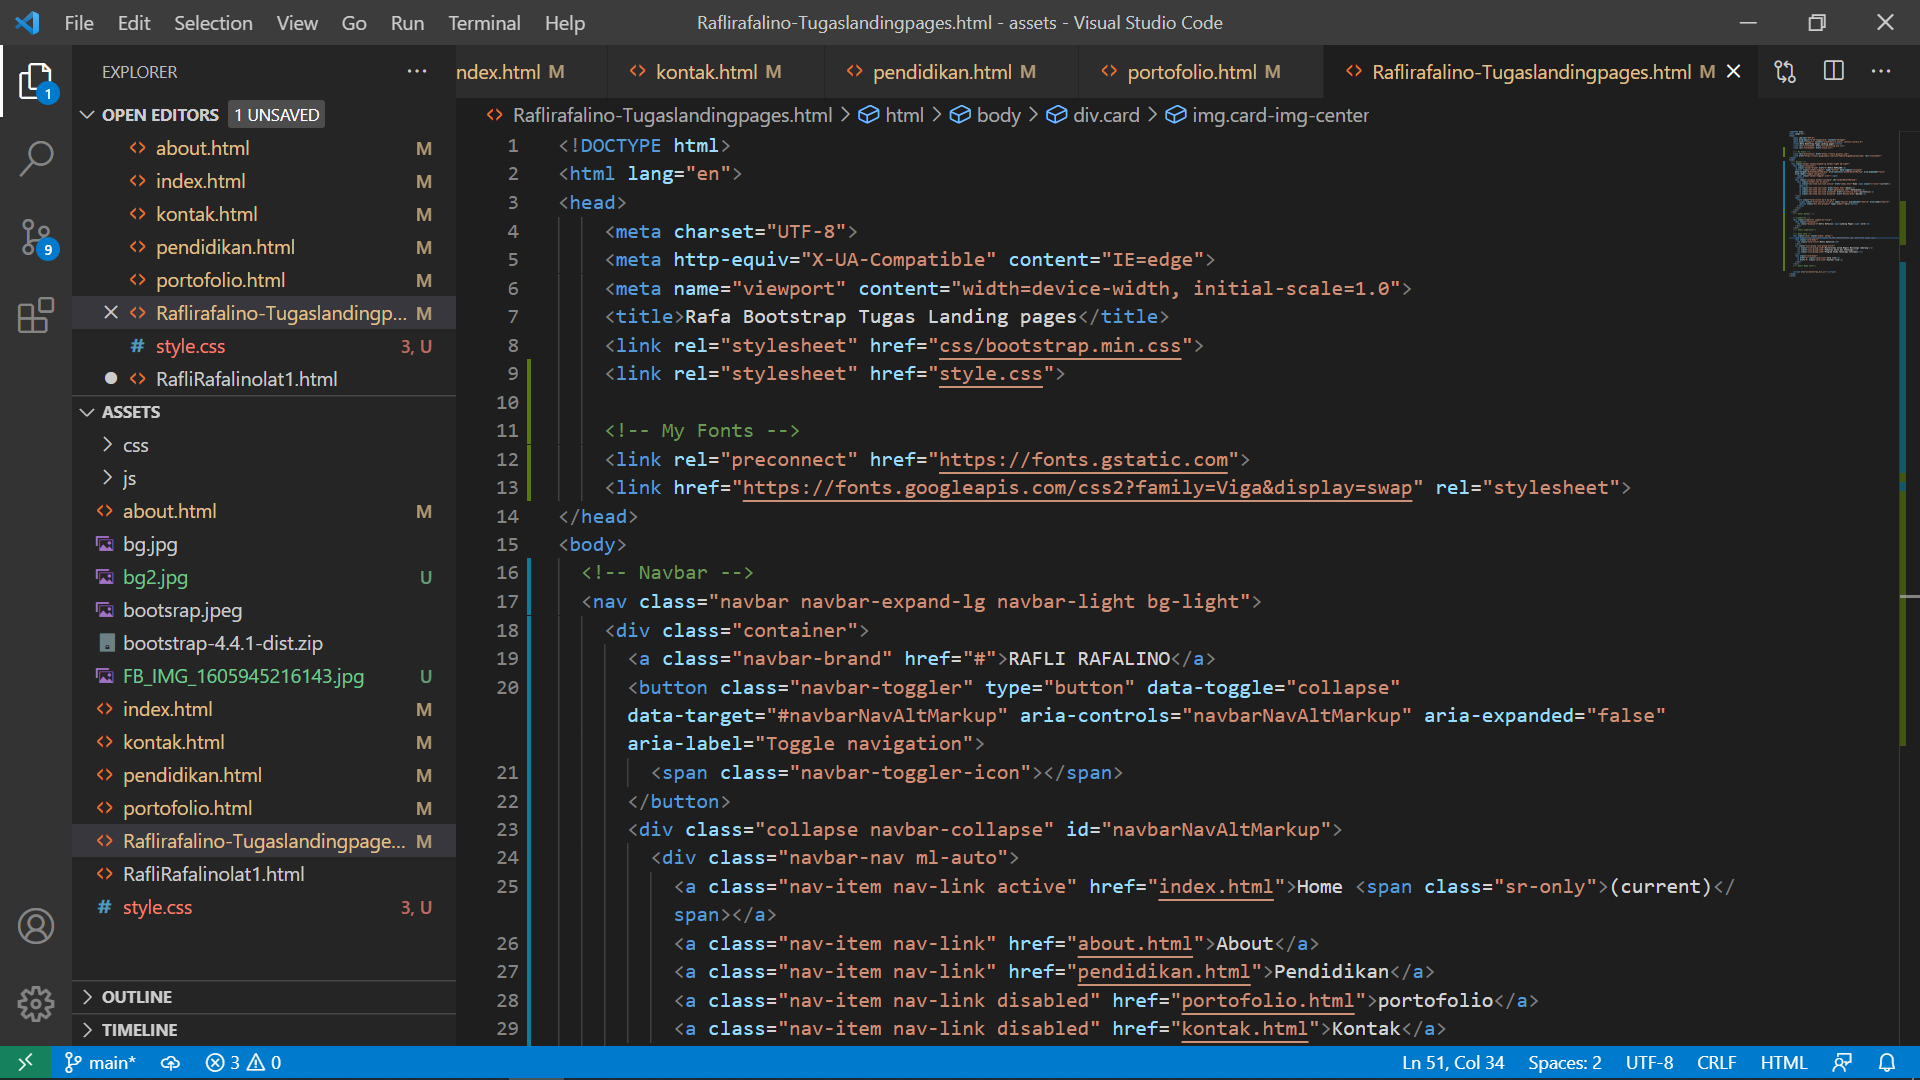 File Edit Selection View Go Run Terminal Help
Raflirafalino-Tugaslandingpages.html - assets - Visual Studio Code
EXPLORER
OPEN EDITORS 1 UNSAVED
about.html M
index.html M
kontak.html M
pendidikan.html M
portofolio.html M
Raflirafalino-Tugaslandingp... M
style.css 3, U
RafliRafalinolat1.html
ASSETS
css
js
about.html M
bg.jpg
bg2.jpg U
bootsrap.jpeg
bootstrap-4.4.1-dist.zip
FB_IMG_1605945216143.jpg U
index.html M
kontak.html M
pendidikan.html M
portofolio.html M
Raflirafalino-Tugaslandingpage... M
RafliRafalinolat1.html
style.css 3, U
OUTLINE
TIMELINE
1
9
ndex.html M kontak.html M pendidikan.html M portofolio.html M Raflirafalino-Tugaslandingpages.html M
Raflirafalino-Tugaslandingpages.html > html > body > div.card > img.card-img-center
1 <!DOCTYPE html>
2 <html lang="en">
3 <head>
4 <meta charset="UTF-8">
5 <meta http-equiv="X-UA-Compatible" content="IE=edge">
6 <meta name="viewport" content="width=device-width, initial-scale=1.0">
7 <title>Rafa Bootstrap Tugas Landing pages</title>
8 <link rel="stylesheet" href="css/bootstrap.min.css">
9 <link rel="stylesheet" href="style.css">
10
11 <!-- My Fonts -->
12 <link rel="preconnect" href="https://fonts.gstatic.com">
13 <link href="https://fonts.googleapis.com/css2?family=Viga&display=swap" rel="stylesheet">
14 </head>
15 <body>
16 <!-- Navbar -->
17 <nav class="navbar navbar-expand-lg navbar-light bg-light">
18 <div class="container">
19 <a class="navbar-brand" href="#">RAFLI RAFALINO</a>
20 <button class="navbar-toggler" type="button" data-toggle="collapse"
data-target="#navbarNavAltMarkup" aria-controls="navbarNavAltMarkup" aria-expanded="false"
aria-label="Toggle navigation">
21 <span class="navbar-toggler-icon"></span>
22 </button>
23 <div class="collapse navbar-collapse" id="navbarNavAltMarkup">
24 <div class="navbar-nav ml-auto">
25 <a class="nav-item nav-link active" href="index.html">Home <span class="sr-only">(current)</
span></a>
26 <a class="nav-item nav-link" href="about.html">About</a>
27 <a class="nav-item nav-link" href="pendidikan.html">Pendidikan</a>
28 <a class="nav-item nav-link disabled" href="portofolio.html">portofolio</a>
29 <a class="nav-item nav-link disabled" href="kontak.html">Kontak</a>
main* 3 0 Ln 51, Col 34 Spaces: 2 UTF-8 CRLF HTML